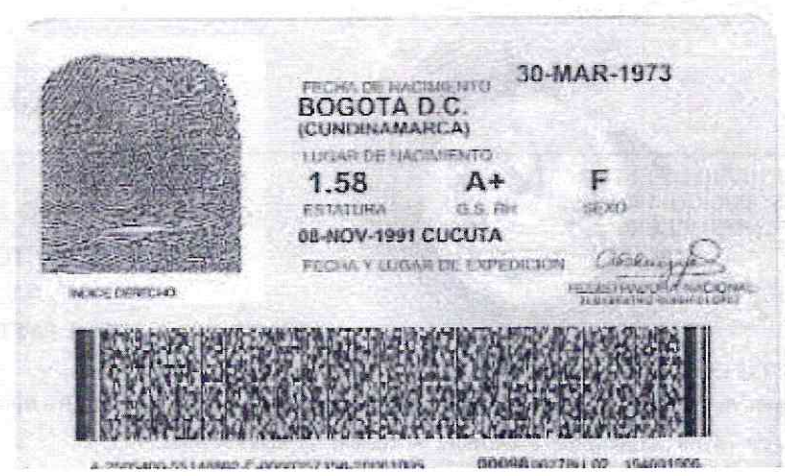 30-MAR-1973
FECHA DE NACIMIENTO
BOGOTA D.C.
(CUNDINAMARCA)
LUGAR DE NACIMIENTO
1.58 A+ F
ESTATURA G.S. RH SEXO
08-NOV-1991 CUCUTA
FECHA Y LUGAR DE EXPEDICION
REGISTRADORA NACIONAL
INDICE DERECHO